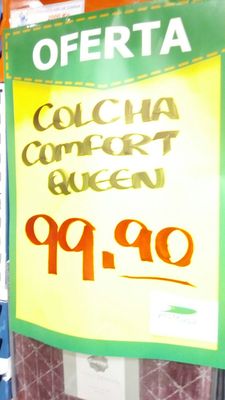 OFERTA
COLCHA
COMFORT
QUEEN
99.90